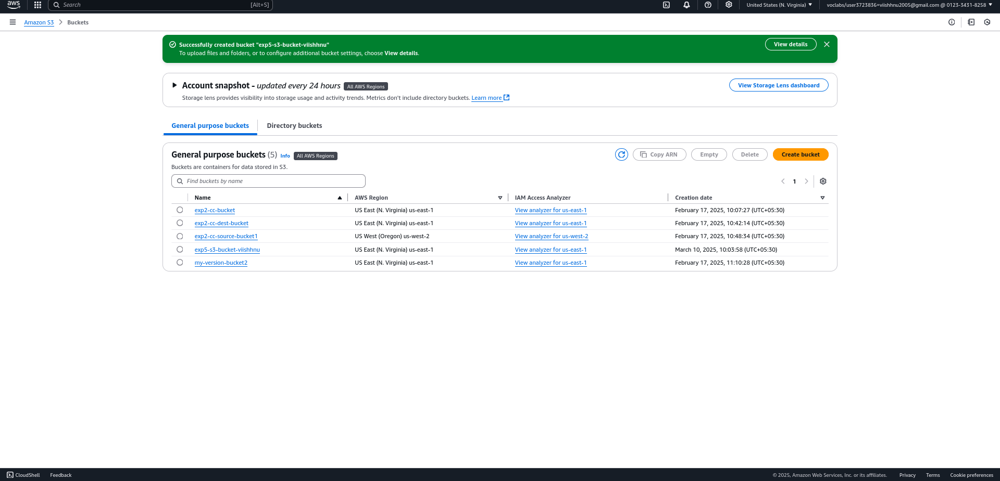 aws
Search [Alt+S]
United States (N. Virginia)
voclabs/user3723836=viishhnu2005@gmail.com @ 0123-3431-8258
Amazon S3 > Buckets
Successfully created bucket "exp5-s3-bucket-viishhnu"
To upload files and folders, or to configure additional bucket settings, choose View details.
View details
Account snapshot - updated every 24 hours All AWS Regions
View Storage Lens dashboard
Storage lens provides visibility into storage usage and activity trends. Metrics don't include directory buckets. Learn more
General purpose buckets Directory buckets
General purpose buckets (5) Info All AWS Regions
Copy ARN Empty Delete Create bucket
Buckets are containers for data stored in S3.
Find buckets by name
1
Name AWS Region IAM Access Analyzer Creation date
exp2-cc-bucket US East (N. Virginia) us-east-1 View analyzer for us-east-1 February 17, 2025, 10:07:27 (UTC+05:30)
exp2-cc-dest-bucket US East (N. Virginia) us-east-1 View analyzer for us-east-1 February 17, 2025, 10:42:14 (UTC+05:30)
exp2-cc-source-bucket1 US West (Oregon) us-west-2 View analyzer for us-west-2 February 17, 2025, 10:48:34 (UTC+05:30)
exp5-s3-bucket-viishhnu US East (N. Virginia) us-east-1 View analyzer for us-east-1 March 10, 2025, 10:03:58 (UTC+05:30)
my-version-bucket2 US East (N. Virginia) us-east-1 View analyzer for us-east-1 February 17, 2025, 11:10:28 (UTC+05:30)
CloudShell Feedback
© 2025, Amazon Web Services, Inc. or its affiliates. Privacy Terms Cookie preferences